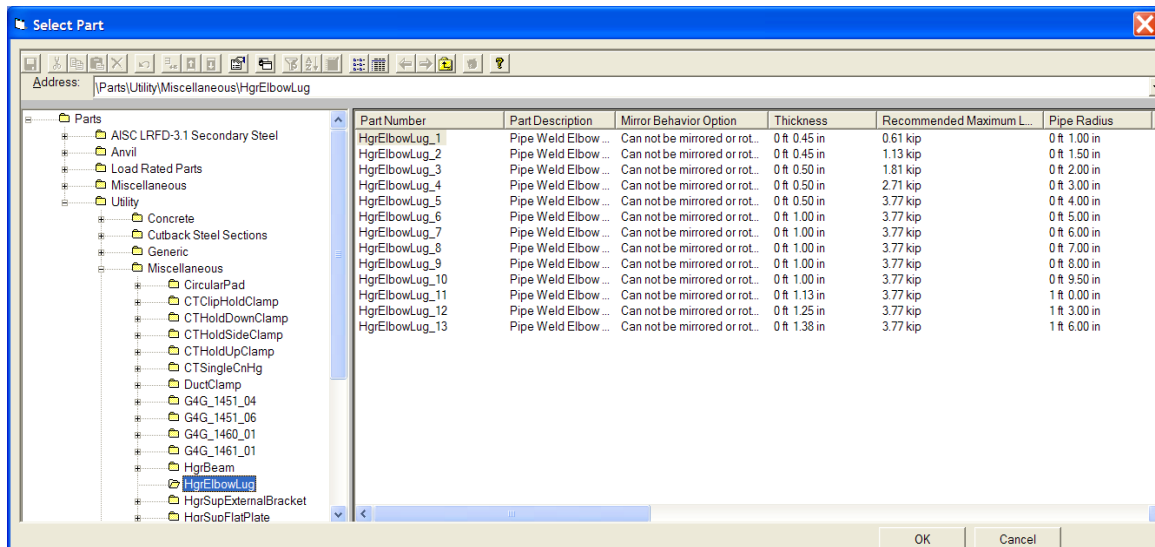 Select Part
Address: \Parts\Utility\Miscellaneous\HgrElbowLug
Parts
AISC LRFD-3.1 Secondary Steel
Anvil
Load Rated Parts
Miscellaneous
Utility
Concrete
Cutback Steel Sections
Generic
Miscellaneous
CircularPad
CTClipHoldClamp
CTHoldDownClamp
CTHoldSideClamp
CTHoldUpClamp
CTSingleCnHg
DuctClamp
G4G_1451_04
G4G_1451_06
G4G_1460_01
G4G_1461_01
HgrBeam
HgrElbowLug
HgrSupExternalBracket
HgrSupFlatPlate
Part Number Part Description Mirror Behavior Option Thickness Recommended Maximum L... Pipe Radius
HgrElbowLug_1 Pipe Weld Elbow ... Can not be mirrored or rot... 0 ft 0.45 in 0.61 kip 0 ft 1.00 in
HgrElbowLug_2 Pipe Weld Elbow ... Can not be mirrored or rot... 0 ft 0.45 in 1.13 kip 0 ft 1.50 in
HgrElbowLug_3 Pipe Weld Elbow ... Can not be mirrored or rot... 0 ft 0.50 in 1.81 kip 0 ft 2.00 in
HgrElbowLug_4 Pipe Weld Elbow ... Can not be mirrored or rot... 0 ft 0.50 in 2.71 kip 0 ft 3.00 in
HgrElbowLug_5 Pipe Weld Elbow ... Can not be mirrored or rot... 0 ft 0.50 in 3.77 kip 0 ft 4.00 in
HgrElbowLug_6 Pipe Weld Elbow ... Can not be mirrored or rot... 0 ft 1.00 in 3.77 kip 0 ft 5.00 in
HgrElbowLug_7 Pipe Weld Elbow ... Can not be mirrored or rot... 0 ft 1.00 in 3.77 kip 0 ft 6.00 in
HgrElbowLug_8 Pipe Weld Elbow ... Can not be mirrored or rot... 0 ft 1.00 in 3.77 kip 0 ft 7.00 in
HgrElbowLug_9 Pipe Weld Elbow ... Can not be mirrored or rot... 0 ft 1.00 in 3.77 kip 0 ft 8.00 in
HgrElbowLug_10 Pipe Weld Elbow ... Can not be mirrored or rot... 0 ft 1.00 in 3.77 kip 0 ft 9.50 in
HgrElbowLug_11 Pipe Weld Elbow ... Can not be mirrored or rot... 0 ft 1.13 in 3.77 kip 1 ft 0.00 in
HgrElbowLug_12 Pipe Weld Elbow ... Can not be mirrored or rot... 0 ft 1.25 in 3.77 kip 1 ft 3.00 in
HgrElbowLug_13 Pipe Weld Elbow ... Can not be mirrored or rot... 0 ft 1.38 in 3.77 kip 1 ft 6.00 in
OK Cancel